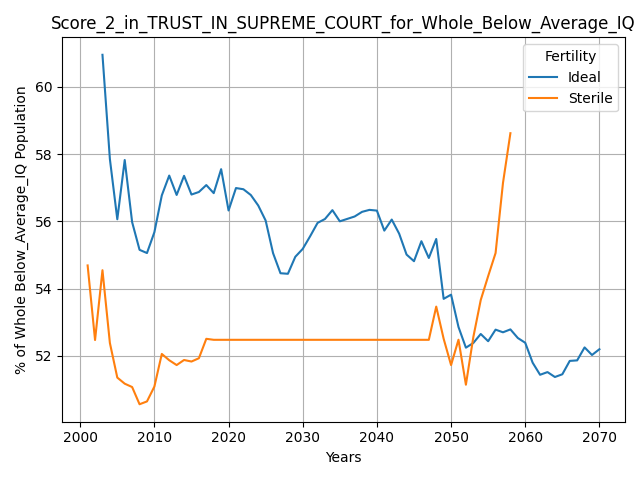 Score_2_in_TRUST_IN_SUPREME_COURT_for_Whole_Below_Average_IQ
% of Whole Below_Average_IQ Population
60
58
56
54
52
Fertility
Ideal
Sterile
2000 2010 2020 2030 2040 2050 2060 2070
Years